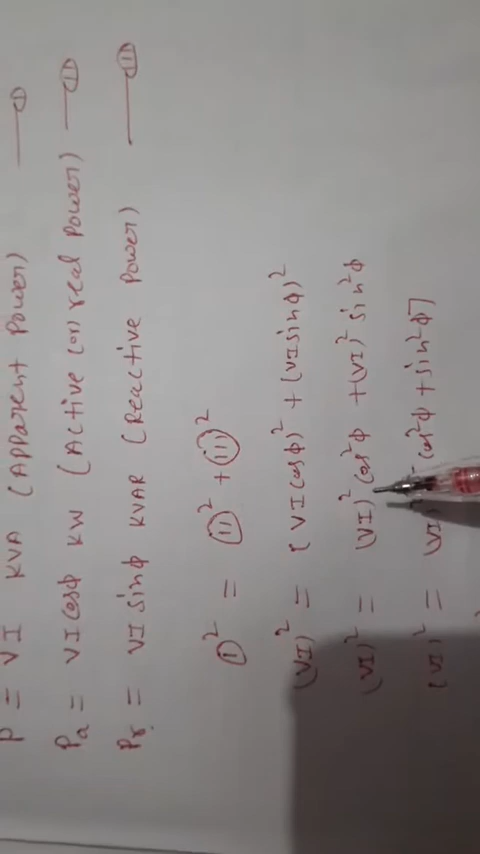 P = VI KVA (Apparent Power) — (i)
Pa = VI cosϕ KW (Active (or) real Power) — (ii)
Pr = VI sinϕ KVAR (Reactive Power) — (iii)
(i)² = (ii)² + (iii)²
(VI)² = (VI cosϕ)² + (VI sinϕ)²
(VI)² = (VI)² cos²ϕ + (VI)² sin²ϕ
(VI)² = (VI)² [cos²ϕ + sin²ϕ]